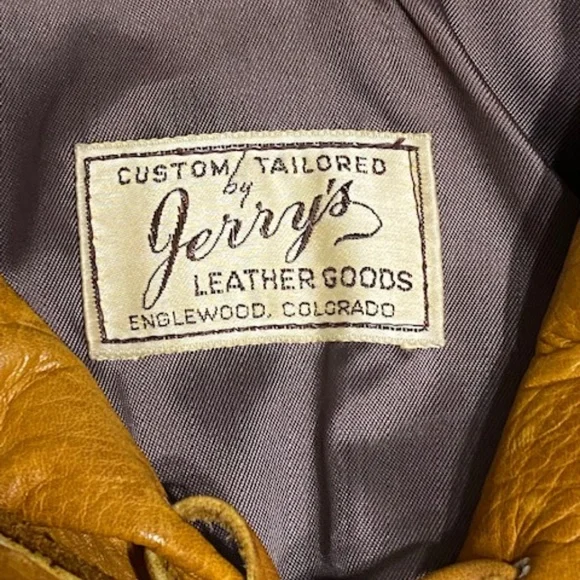 CUSTOM TAILORED
by
Jerry's
LEATHER GOODS
ENGLEWOOD, COLORADO